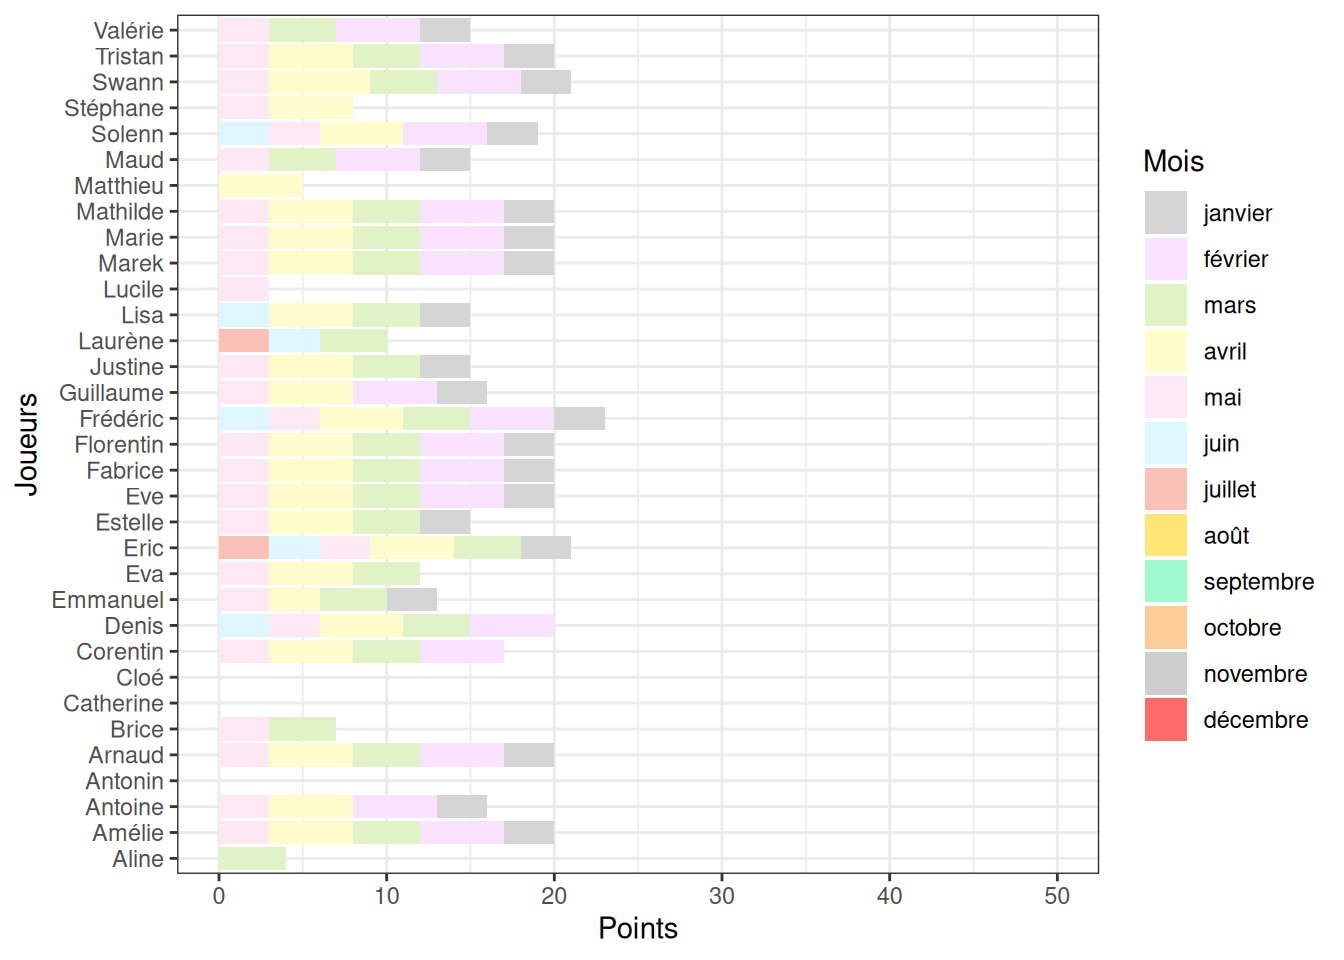 Joueurs
Valérie
Tristan
Swann
Stéphane
Solenn
Maud
Matthieu
Mathilde
Marie
Marek
Lucile
Lisa
Laurène
Justine
Guillaume
Frédéric
Florentin
Fabrice
Eve
Estelle
Eric
Eva
Emmanuel
Denis
Corentin
Cloé
Catherine
Brice
Arnaud
Antonin
Antoine
Amélie
Aline
0 10 20 30 40 50
Points
Mois
janvier
février
mars
avril
mai
juin
juillet
août
septembre
octobre
novembre
décembre